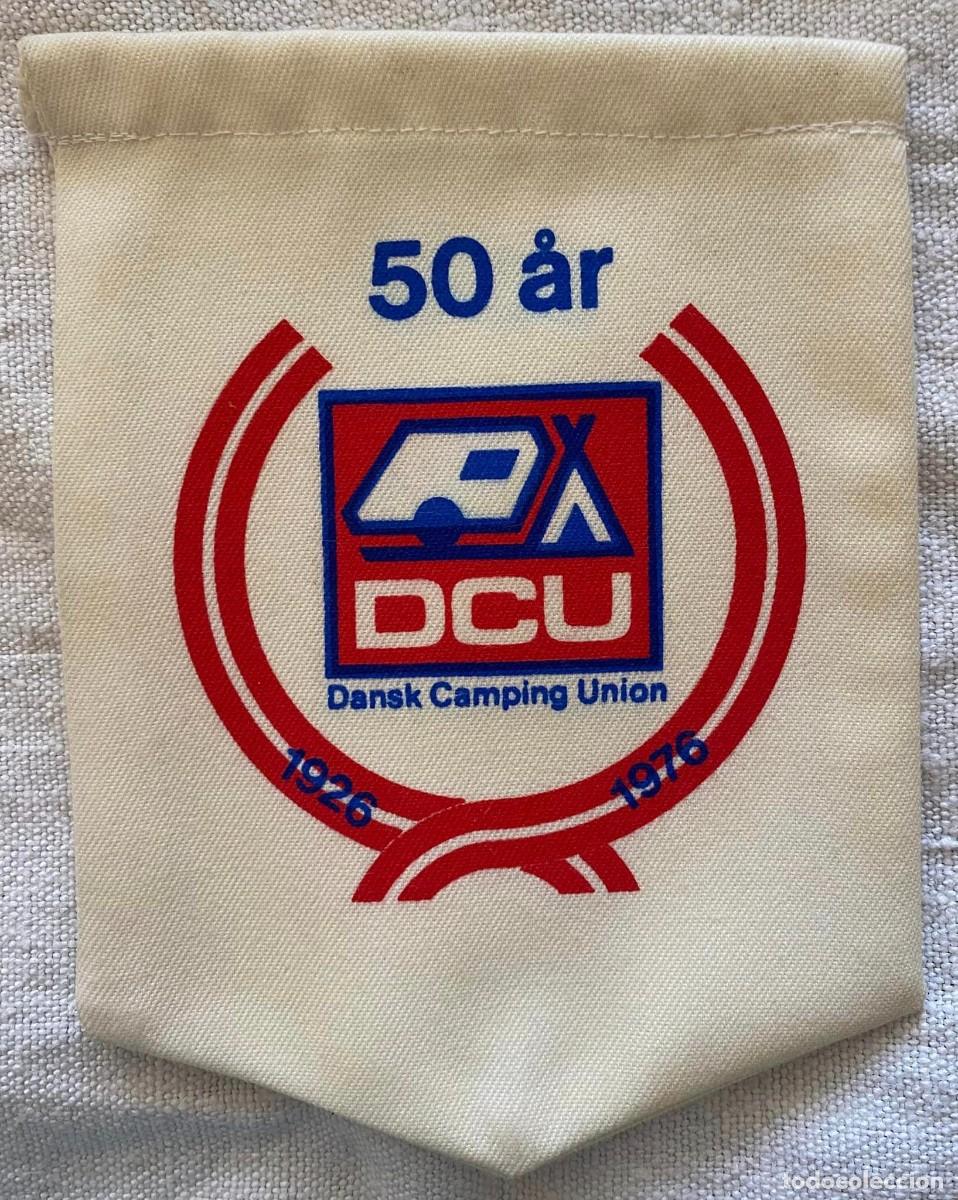 50 år
DCU
Dansk Camping Union
1926
1976
todocoleccion